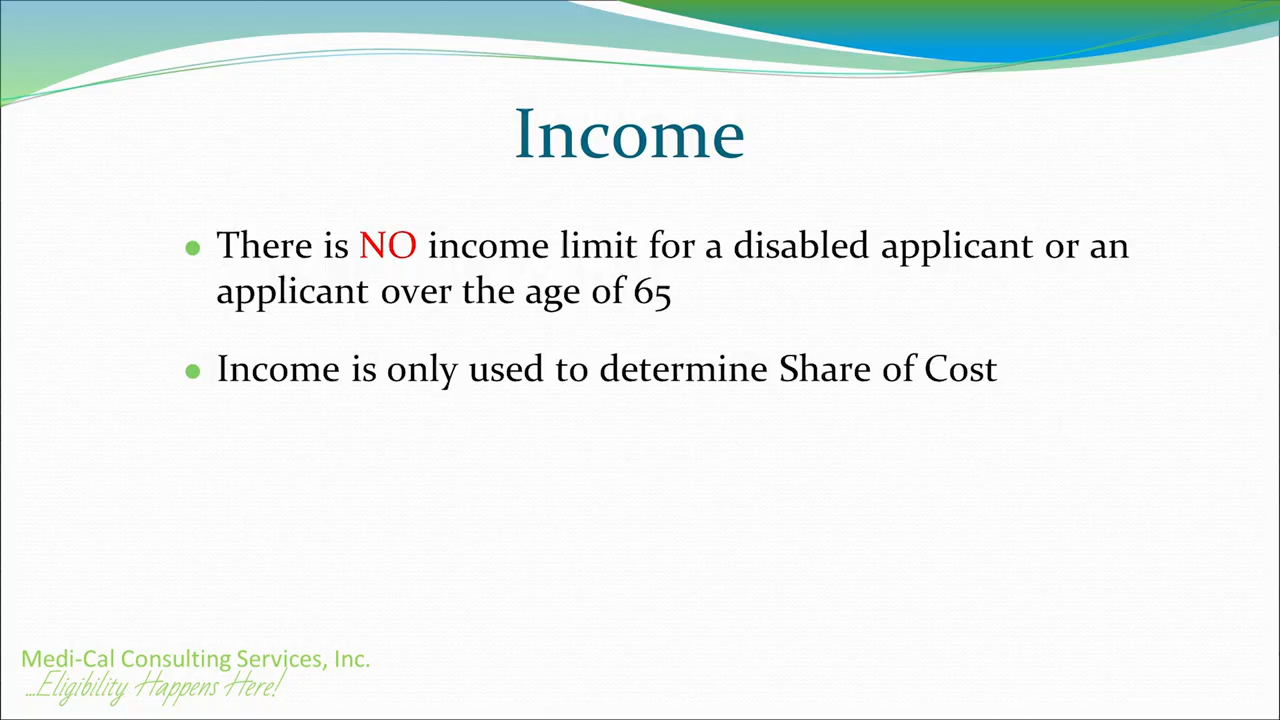 Income
• There is NO income limit for a disabled applicant or an
applicant over the age of 65
• Income is only used to determine Share of Cost
Medi-Cal Consulting Services, Inc.
...Eligibility Happens Here!